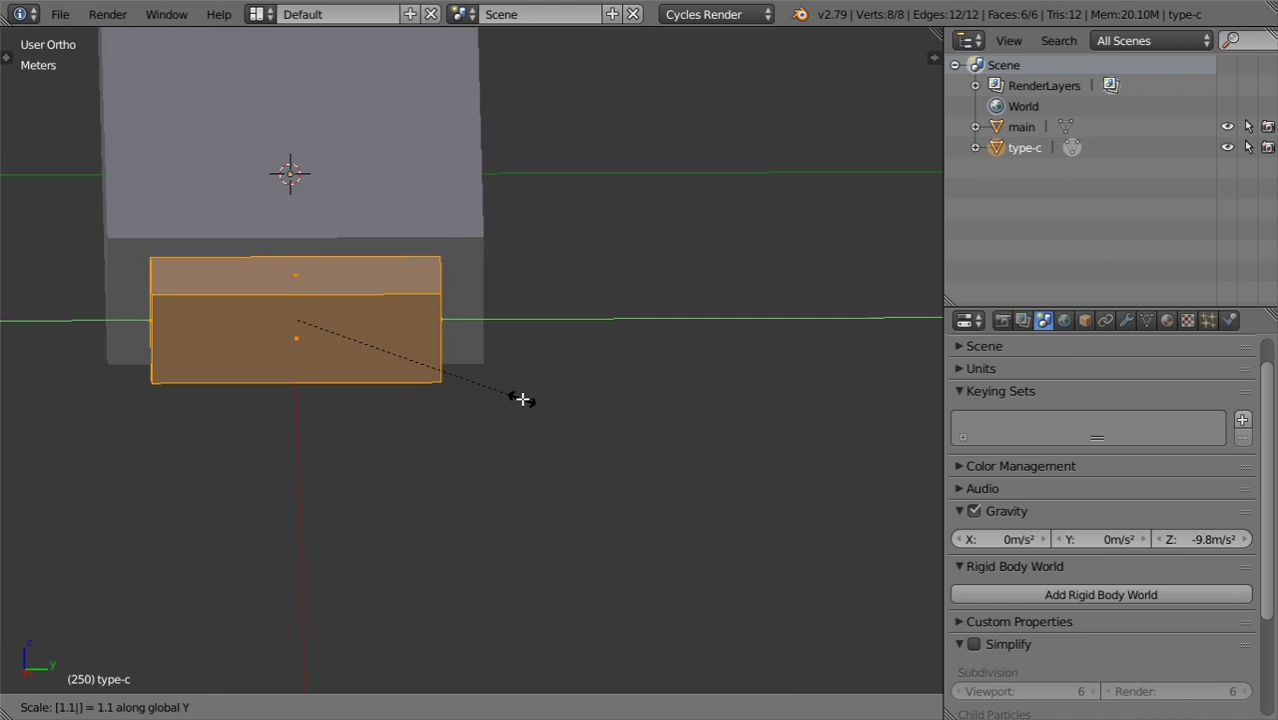 File Render Window Help Default Scene Cycles Render v2.79 | Verts:8/8 | Edges:12/12 | Faces:6/6 | Tris:12 | Mem:20.10M | type-c
User Ortho
Meters
View Search All Scenes
Scene
RenderLayers
World
main
type-c
Scene
Units
Keying Sets
Color Management
Audio
Gravity
X: 0m/s² Y: 0m/s² Z: -9.8m/s²
Rigid Body World
Add Rigid Body World
Custom Properties
Simplify
Subdivision
Viewport: 6 Render: 6
Child Particles
z
y
(250) type-c
Scale: [1.1|] = 1.1 along global Y